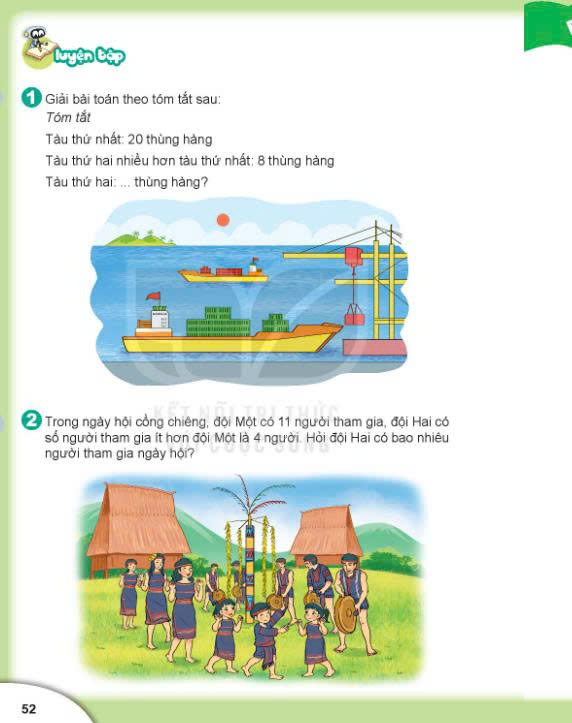 Luyện tập
1 Giải bài toán theo tóm tắt sau:
Tóm tắt
Tàu thứ nhất: 20 thùng hàng
Tàu thứ hai nhiều hơn tàu thứ nhất: 8 thùng hàng
Tàu thứ hai: ... thùng hàng?
KẾT NỐI TRI THỨC
VỚI CUỘC SỐNG
2 Trong ngày hội cồng chiêng, đội Một có 11 người tham gia, đội Hai có
số người tham gia ít hơn đội Một là 4 người. Hỏi đội Hai có bao nhiêu
người tham gia ngày hội?
52